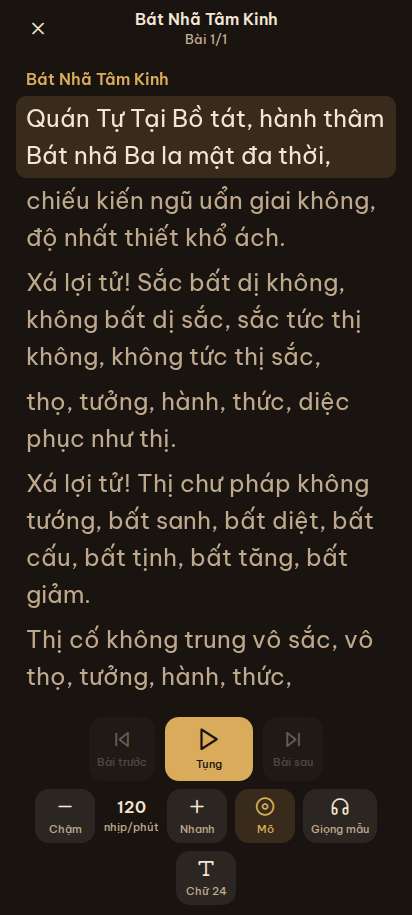 Bát Nhã Tâm Kinh
Bài 1/1
Bát Nhã Tâm Kinh
Quán Tự Tại Bồ tát, hành thâm
Bát nhã Ba la mật đa thời,
chiếu kiến ngũ uẩn giai không,
độ nhất thiết khổ ách.
Xá lợi tử! Sắc bất dị không,
không bất dị sắc, sắc tức thị
không, không tức thị sắc,
thọ, tưởng, hành, thức, diệc
phục như thị.
Xá lợi tử! Thị chư pháp không
tướng, bất sanh, bất diệt, bất
cấu, bất tịnh, bất tăng, bất
giảm.
Thị cố không trung vô sắc, vô
thọ, tưởng, hành, thức,
Bài trước
Tụng
Bài sau
Chậm
120
nhịp/phút
Nhanh
Mõ
Giọng mẫu
Chữ 24